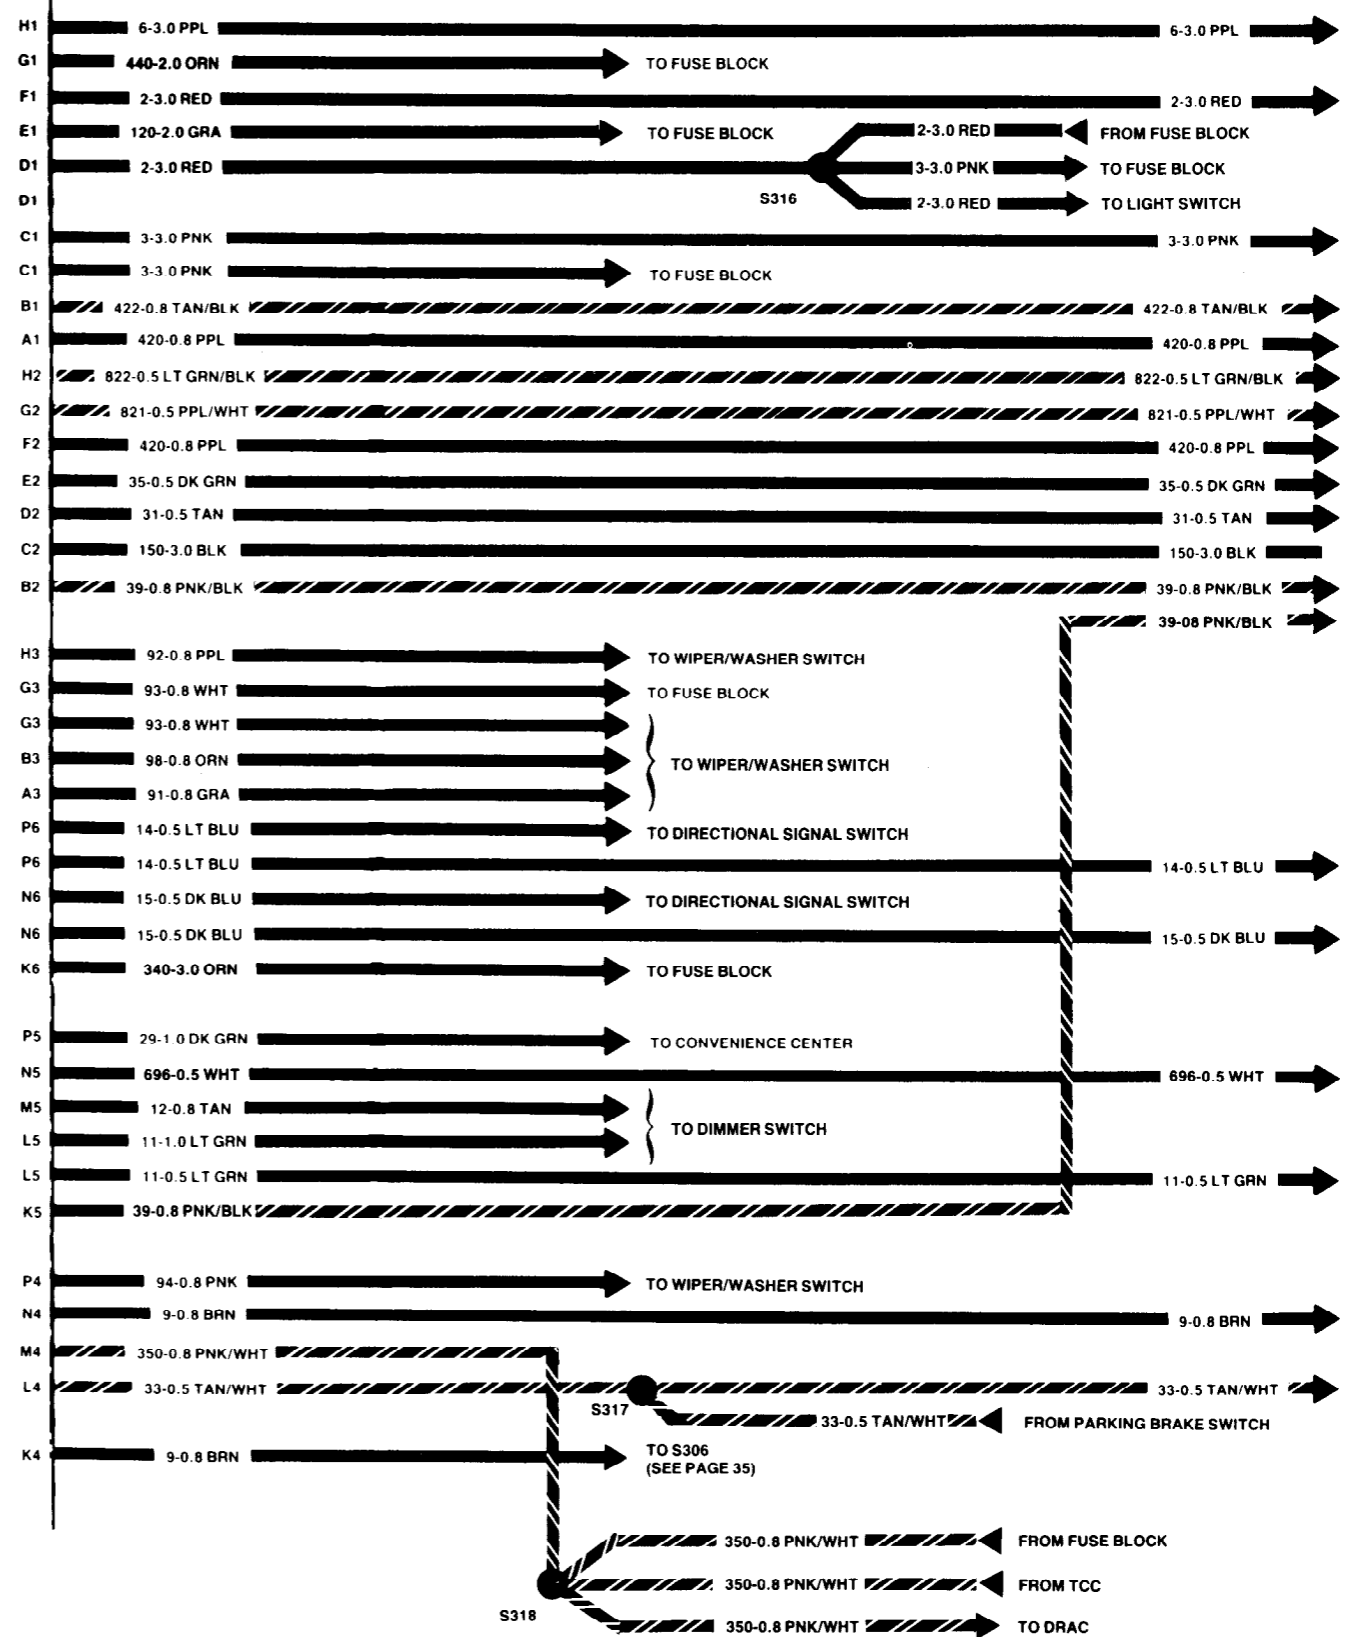 H1 6-3.0 PPL 6-3.0 PPL
G1 440-2.0 ORN TO FUSE BLOCK
F1 2-3.0 RED 2-3.0 RED
E1 120-2.0 GRA TO FUSE BLOCK 2-3.0 RED FROM FUSE BLOCK
D1 2-3.0 RED 3-3.0 PNK TO FUSE BLOCK
D1 S316 2-3.0 RED TO LIGHT SWITCH
C1 3-3.0 PNK 3-3.0 PNK
C1 3-3.0 PNK TO FUSE BLOCK
B1 422-0.8 TAN/BLK 422-0.8 TAN/BLK
A1 420-0.8 PPL 420-0.8 PPL
H2 822-0.5 LT GRN/BLK 822-0.5 LT GRN/BLK
G2 821-0.5 PPL/WHT 821-0.5 PPL/WHT
F2 420-0.8 PPL 420-0.8 PPL
E2 35-0.5 DK GRN 35-0.5 DK GRN
D2 31-0.5 TAN 31-0.5 TAN
C2 150-3.0 BLK 150-3.0 BLK
B2 39-0.8 PNK/BLK 39-0.8 PNK/BLK
39-08 PNK/BLK
H3 92-0.8 PPL TO WIPER/WASHER SWITCH
G3 93-0.8 WHT TO FUSE BLOCK
G3 93-0.8 WHT
B3 98-0.8 ORN TO WIPER/WASHER SWITCH
A3 91-0.8 GRA
P6 14-0.5 LT BLU TO DIRECTIONAL SIGNAL SWITCH
P6 14-0.5 LT BLU 14-0.5 LT BLU
N6 15-0.5 DK BLU TO DIRECTIONAL SIGNAL SWITCH
N6 15-0.5 DK BLU 15-0.5 DK BLU
K6 340-3.0 ORN TO FUSE BLOCK
P5 29-1.0 DK GRN TO CONVENIENCE CENTER
N5 696-0.5 WHT 696-0.5 WHT
M5 12-0.8 TAN TO DIMMER SWITCH
L5 11-1.0 LT GRN
L5 11-0.5 LT GRN 11-0.5 LT GRN
K5 39-0.8 PNK/BLK
P4 94-0.8 PNK TO WIPER/WASHER SWITCH
N4 9-0.8 BRN 9-0.8 BRN
M4 350-0.8 PNK/WHT
L4 33-0.5 TAN/WHT 33-0.5 TAN/WHT
S317 33-0.5 TAN/WHT FROM PARKING BRAKE SWITCH
K4 9-0.8 BRN TO S306
(SEE PAGE 35)
350-0.8 PNK/WHT FROM FUSE BLOCK
350-0.8 PNK/WHT FROM TCC
S318
350-0.8 PNK/WHT TO DRAC